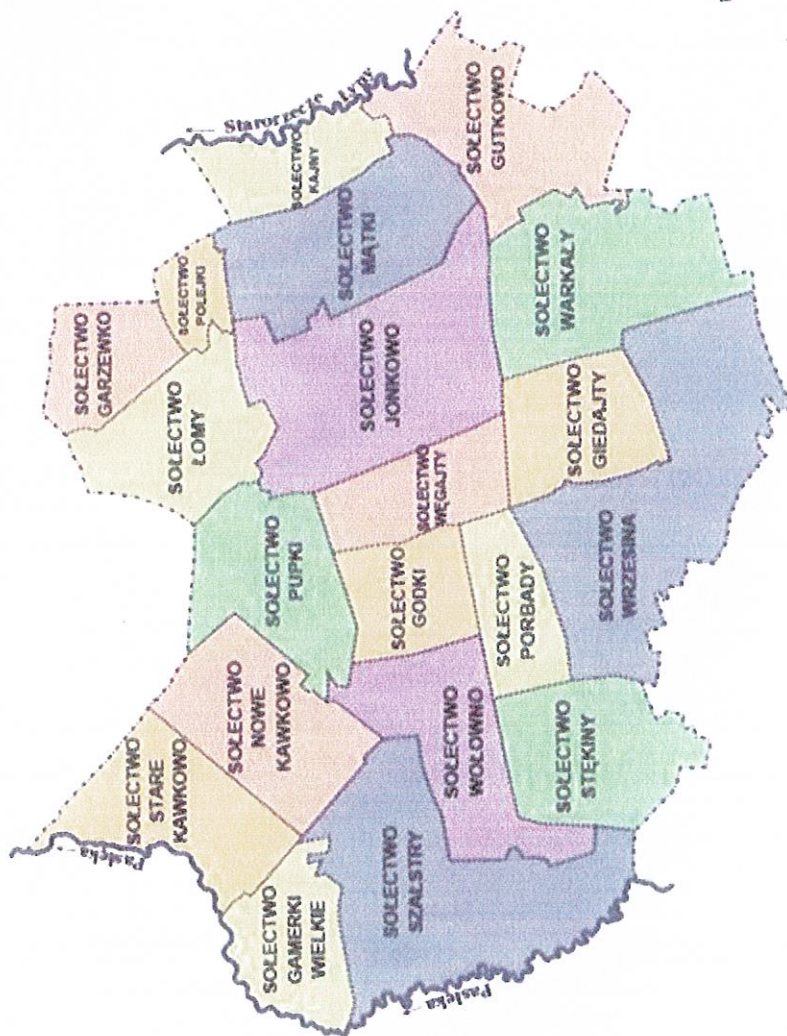 SOŁECTWO
GARZEWKO
Pasłęka
SOŁECTWO
STARE
KAWKOWO
SOŁECTWO
ŁOMY
SOŁECTWO
POLEJKI
SOŁECTWO
NOWE
KAWKOWO
Starorzecze Łyny
SOŁECTWO
GAMERKI
WIELKIE
SOŁECTWO
PUPKI
SOŁECTWO
KAJNY
SOŁECTWO
MĄTKI
SOŁECTWO
JONKOWO
SOŁECTWO
GODKI
SOŁECTWO
SZALSTRY
SOŁECTWO
WĘGAJTY
SOŁECTWO
WOŁOWNO
SOŁECTWO
GUTKOWO
Pasłęka
SOŁECTWO
PORBADY
SOŁECTWO
WARKAŁY
SOŁECTWO
STĘKINY
SOŁECTWO
GIEDAJTY
SOŁECTWO
WRZESINA